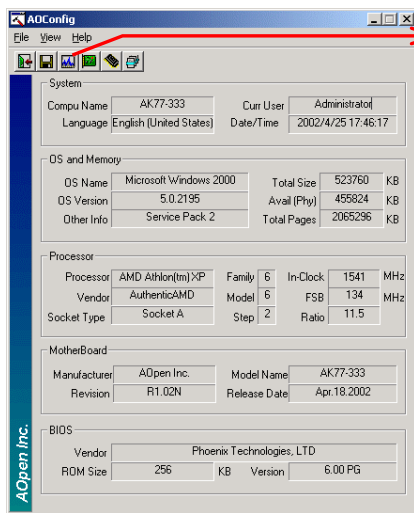 AOConfig
File View Help
System
Compu Name AK77-333 Curr User Administrator
Language English (United States) Date/Time 2002/4/25 17:46:17
OS and Memory
OS Name Microsoft Windows 2000 Total Size 523760 KB
OS Version 5.0.2195 Avail (Phy) 455824 KB
Other Info Service Pack 2 Total Pages 2065296 KB
Processor
Processor AMD Athlon(tm) XP Family 6 In-Clock 1541 MHz
Vendor AuthenticAMD Model 6 FSB 134 MHz
Socket Type Socket A Step 2 Ratio 11.5
MotherBoard
Manufacturer AOpen Inc. Model Name AK77-333
Revision R1.02N Release Date Apr.18.2002
BIOS
Vendor Phoenix Technologies, LTD
ROM Size 256 KB Version 6.00 PG
AOpen Inc.